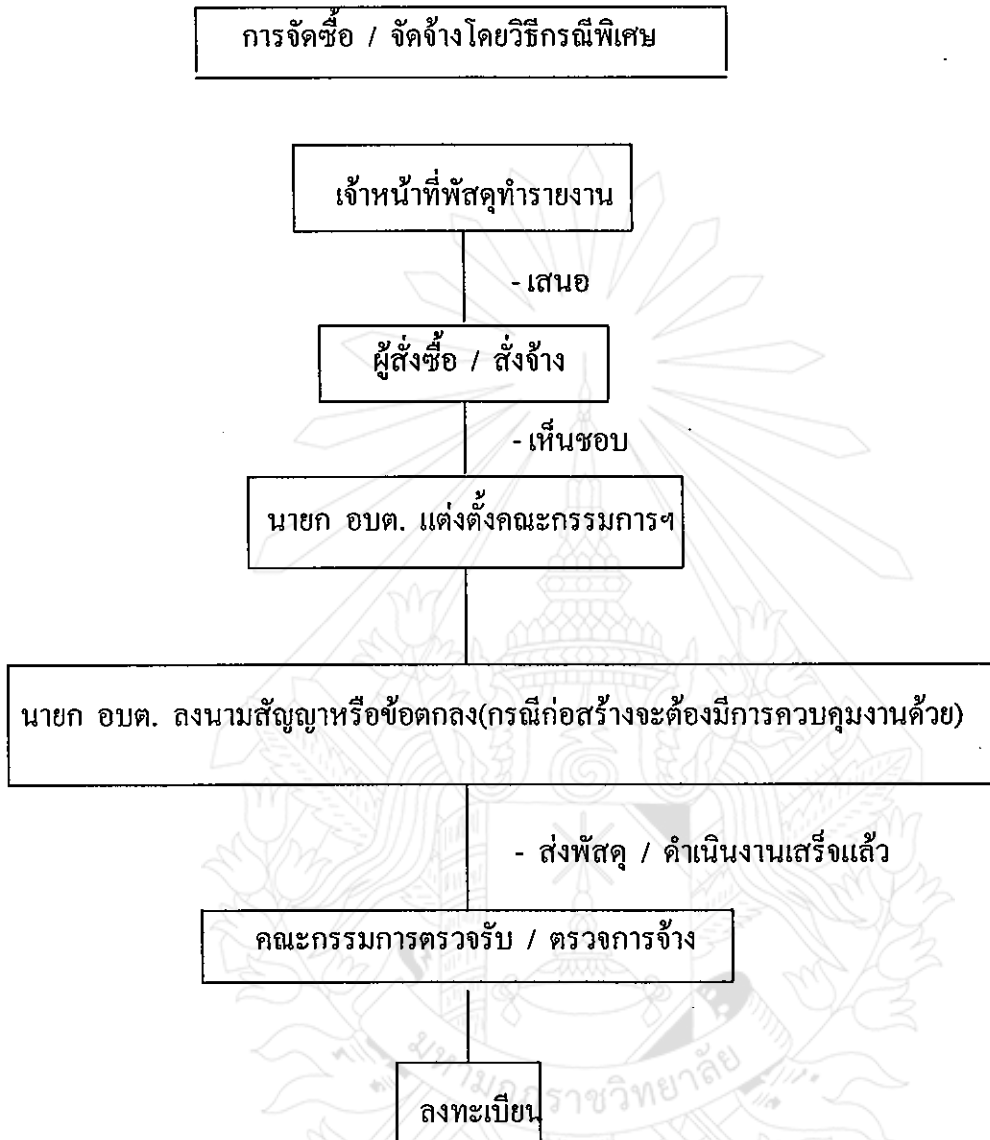 การจัดซื้อ / จัดจ้างโดยวิธีกรณีพิเศษ
เจ้าหน้าที่พัสดุทำรายงาน
- เสนอ
ผู้สั่งซื้อ / สั่งจ้าง
- เห็นชอบ
นายก อบต. แต่งตั้งคณะกรรมการฯ
นายก อบต. ลงนามสัญญาหรือข้อตกลง(กรณีก่อสร้างจะต้องมีการควบคุมงานด้วย)
- ส่งพัสดุ / ดำเนินงานเสร็จแล้ว
คณะกรรมการตรวจรับ / ตรวจการจ้าง
ลงทะเบียน